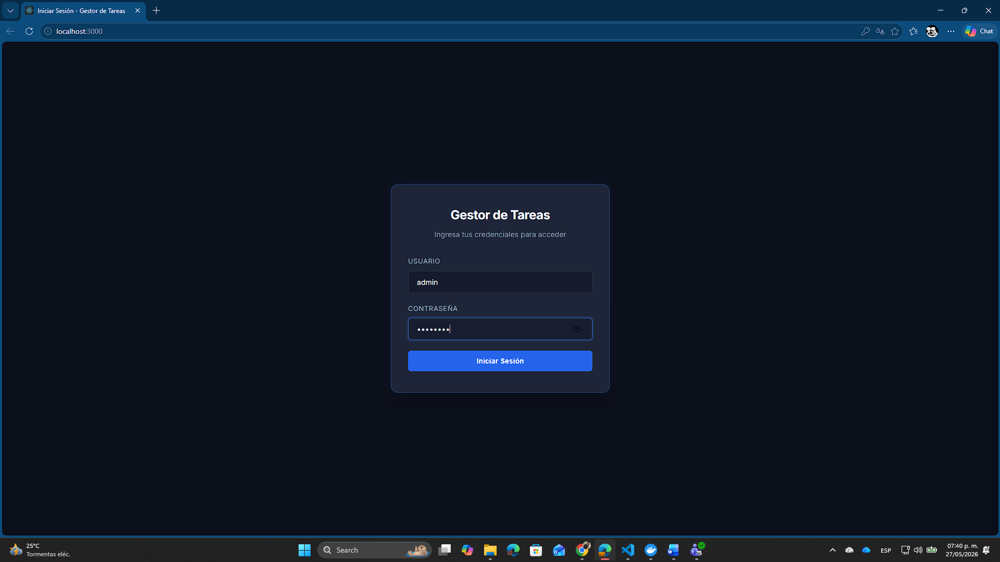 Iniciar Sesión - Gestor de Tareas
localhost:3000
Chat
Gestor de Tareas
Ingresa tus credenciales para acceder
USUARIO
admin
CONTRASEÑA
••••••••
Iniciar Sesión
25°C
Tormentas eléc.
Search
ESP
07:40 p. m.
27/05/2026